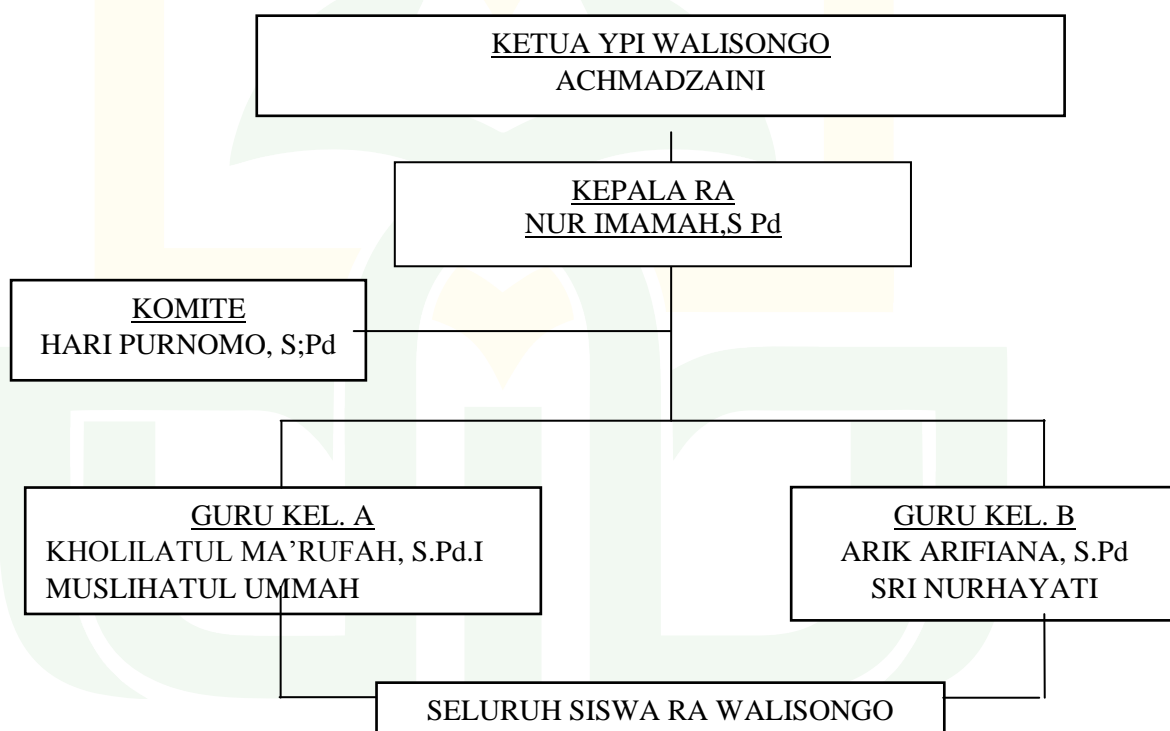 KETUA YPI WALISONGO
ACHMADZAINI
KEPALA RA
NUR IMAMAH,S Pd
KOMITE
HARI PURNOMO, S;Pd
GURU KEL. A
KHOLILATUL MA’RUFAH, S.Pd.I
MUSLIHATUL UMMAH
GURU KEL. B
ARIK ARIFIANA, S.Pd
SRI NURHAYATI
SELURUH SISWA RA WALISONGO